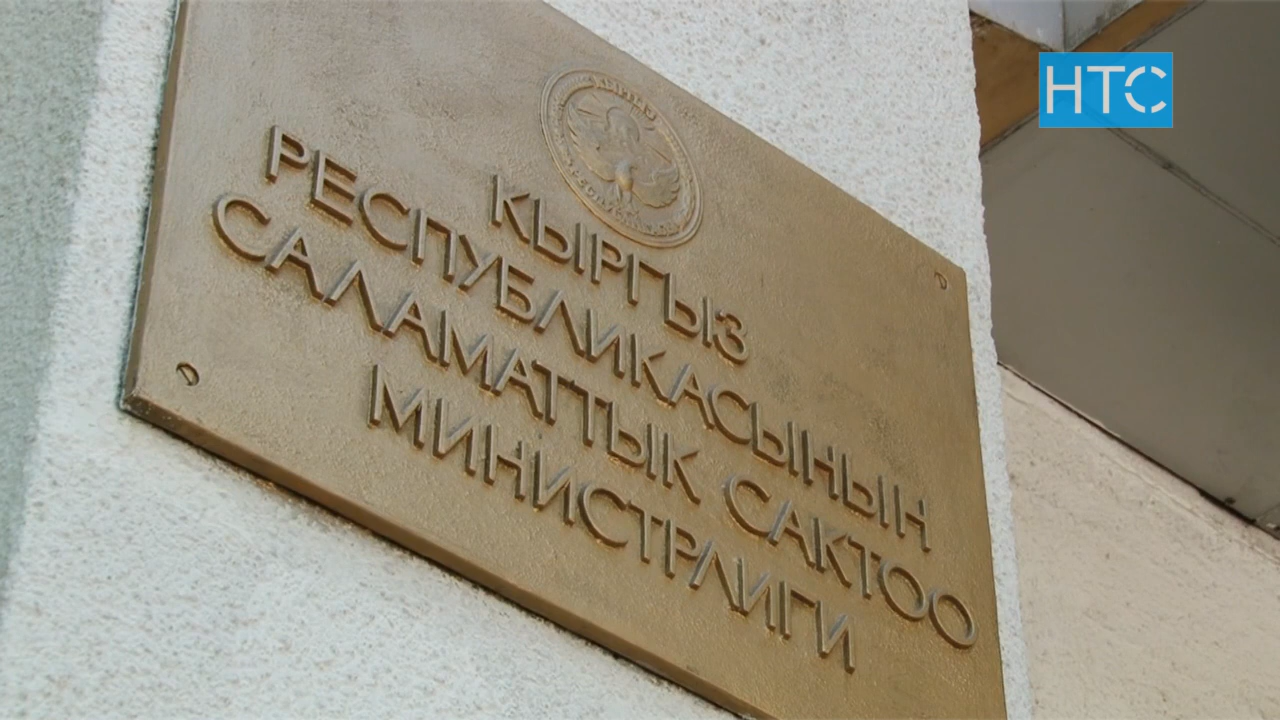 НТС
КЫРГЫЗ
РЕСПУБЛИКАСЫНЫН
САЛАМАТТЫК САКТОО
МИНИСТРЛИГИ